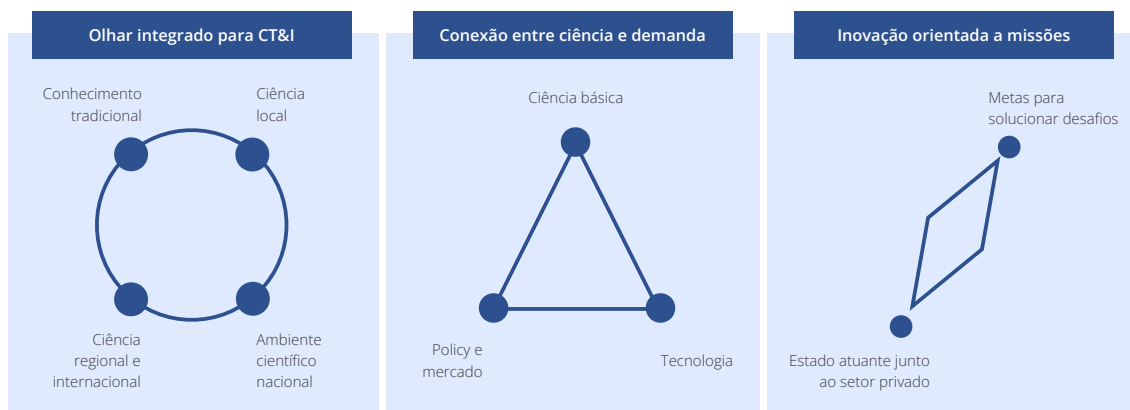 Olhar integrado para CT&I
Conhecimento
tradicional
Ciência
local
Ciência
regional e
internacional
Ambiente
científico
nacional
Conexão entre ciência e demanda
Ciência básica
Policy e
mercado
Tecnologia
Inovação orientada a missões
Metas para
solucionar desafios
Estado atuante junto
ao setor privado